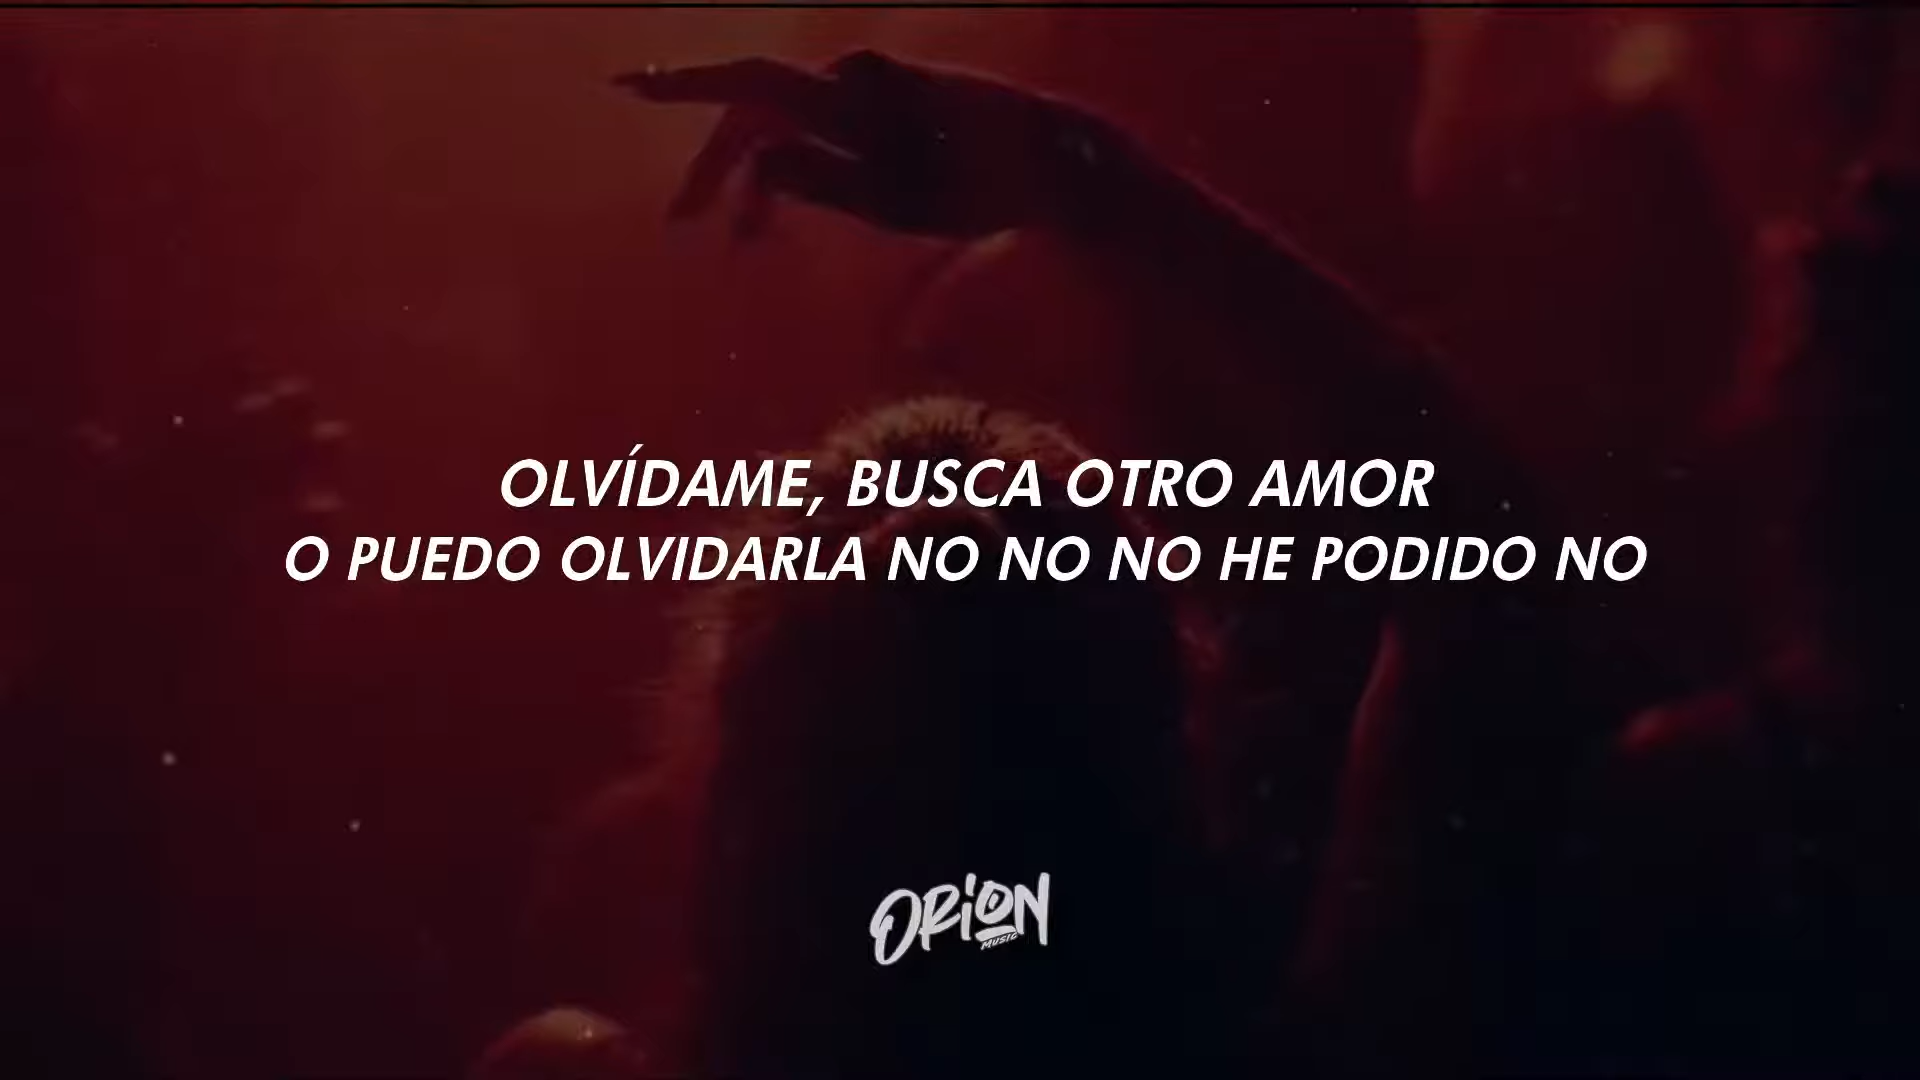 OLVÍDAME, BUSCA OTRO AMOR
O PUEDO OLVIDARLA NO NO NO HE PODIDO NO
ORION
MUSIC